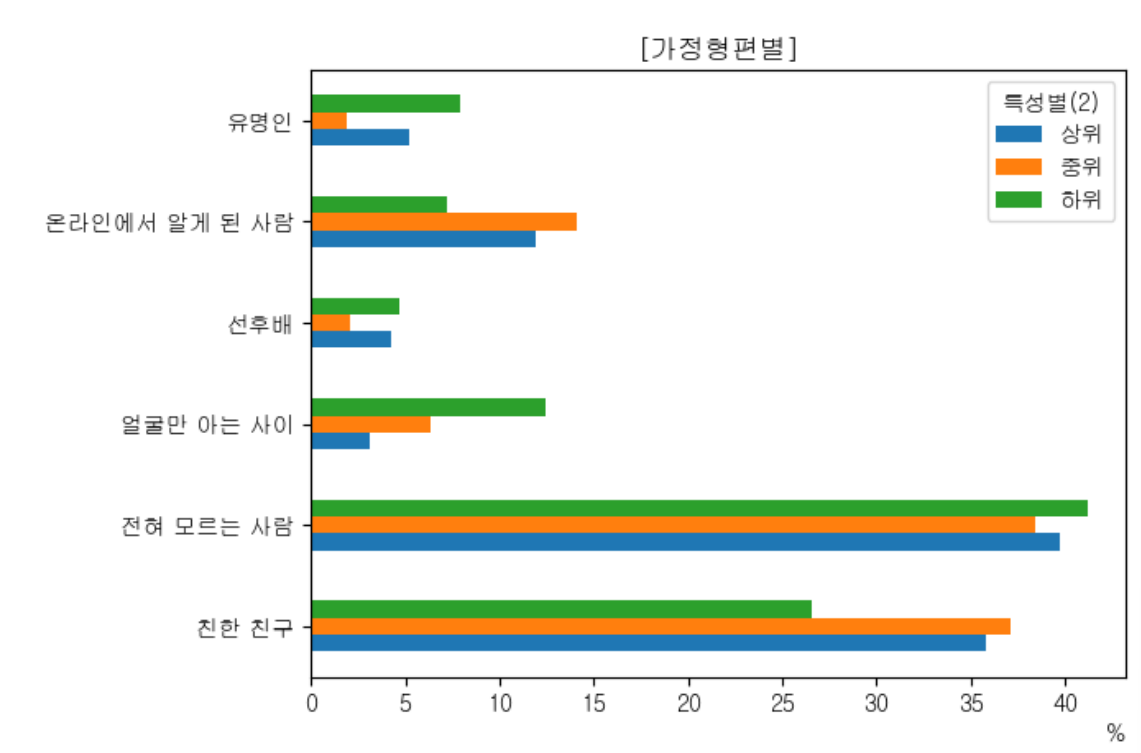 [가정형편별]
특성별(2)
상위
중위
하위
유명인
온라인에서 알게 된 사람
선후배
얼굴만 아는 사이
전혀 모르는 사람
친한 친구
0 5 10 15 20 25 30 35 40
%